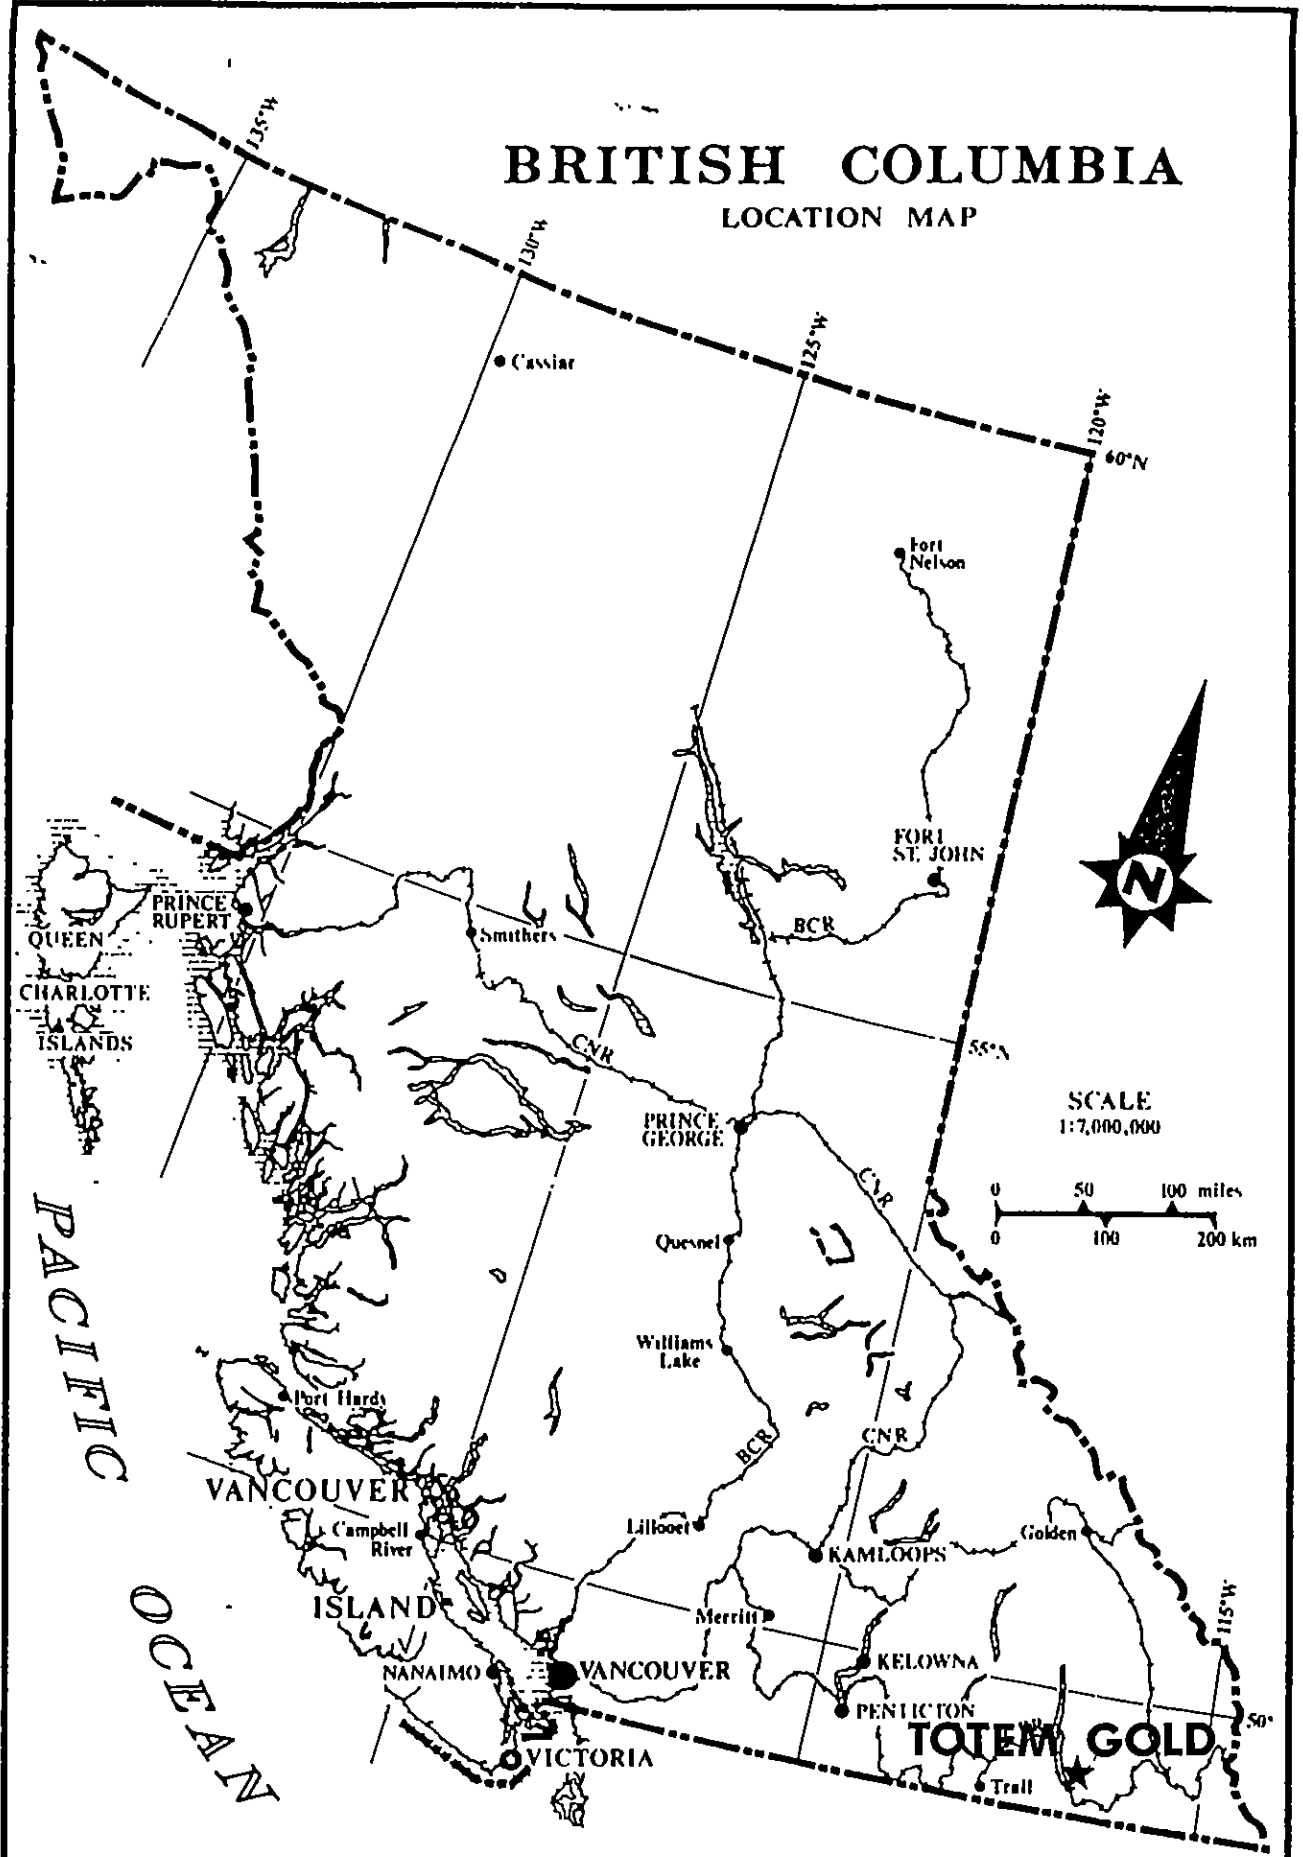 BRITISH COLUMBIA
LOCATION MAP
135°W
130°W
125°W
120°W
60°N
Cassiar
Fort
Nelson
FORT
ST. JOHN
BCR
N
PRINCE
RUPERT
QUEEN
CHARLOTTE
ISLANDS
Smithers
CNR
55°N
SCALE
1:7,000,000
0 50 100 miles
0 100 200 km
PRINCE
GEORGE
CNR
Quesnel
Williams
Lake
PACIFIC
OCEAN
Port Hardy
BCR
CNR
VANCOUVER
ISLAND
Campbell
River
Lillooet
KAMLOOPS
Golden
Merritt
115°W
NANAIMO
VANCOUVER
KELOWNA
PENTICTON
50°
TOTEM GOLD
VICTORIA
Trail